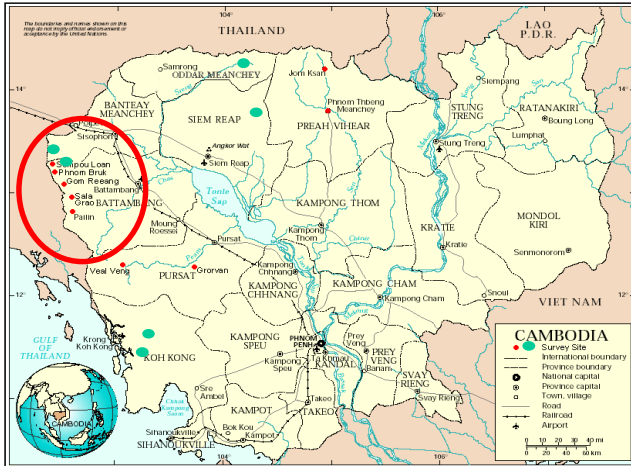 The boundaries and names shown on this
map do not imply official endorsement or
acceptance by the United Nations.
104
106
THAILAND
LAO
P.D.R.
Samrong
ODDAR MEANCHEY
Jom Ksan
Siempang
14
14
BANTEAY
MEANCHEY
Phnom Thbeng
Meanchey
STUNG
TRENG
RATANAKIRI
SIEM REAP
PREAH VIHEAR
Boung Long
Sisophon
Lumphat
Angkor Wat
Stung Treng
Siem Reap
Sampou Loan
Phnom Bruk
Gom Reeang
Battambang
Sala
Grao
BATTAMBANG
Tonle
Sap
KAMPONG THOM
Pailin
MONDOL
KIRI
Moung
Roessei
Kampong
Thom
KRATIE
Pursat
Kratie
Senmonorom
Veal Veng
Grorvan
PURSAT
Kampong
Chhnang
KAMPONG
CHHNANG
KAMPONG CHAM
Kampong Cham
Snoul
12
12
VIET NAM
GULF
OF
THAILAND
Krong
Koh Kong
KOH KONG
KAMPONG
SPEU
PHNOM
PENH
Prey
Veng
Ta Khmau
KANDAL
PREY
VENG
Kampong
Speu
Banam
SVAY
RIENG
Svay Rieng
Sre
Ambel
Takeo
TAKEO
KAMPOT
Bok Kou
Sihanoukville
Kampot
SIHANOUKVILLE
104
106
CAMBODIA
CAMBODIA
Survey Site
International boundary
Province boundary
National capital
Province capital
Town, village
Road
Railroad
Airport
0 10 20 30 40 mi
0 20 40 60 km